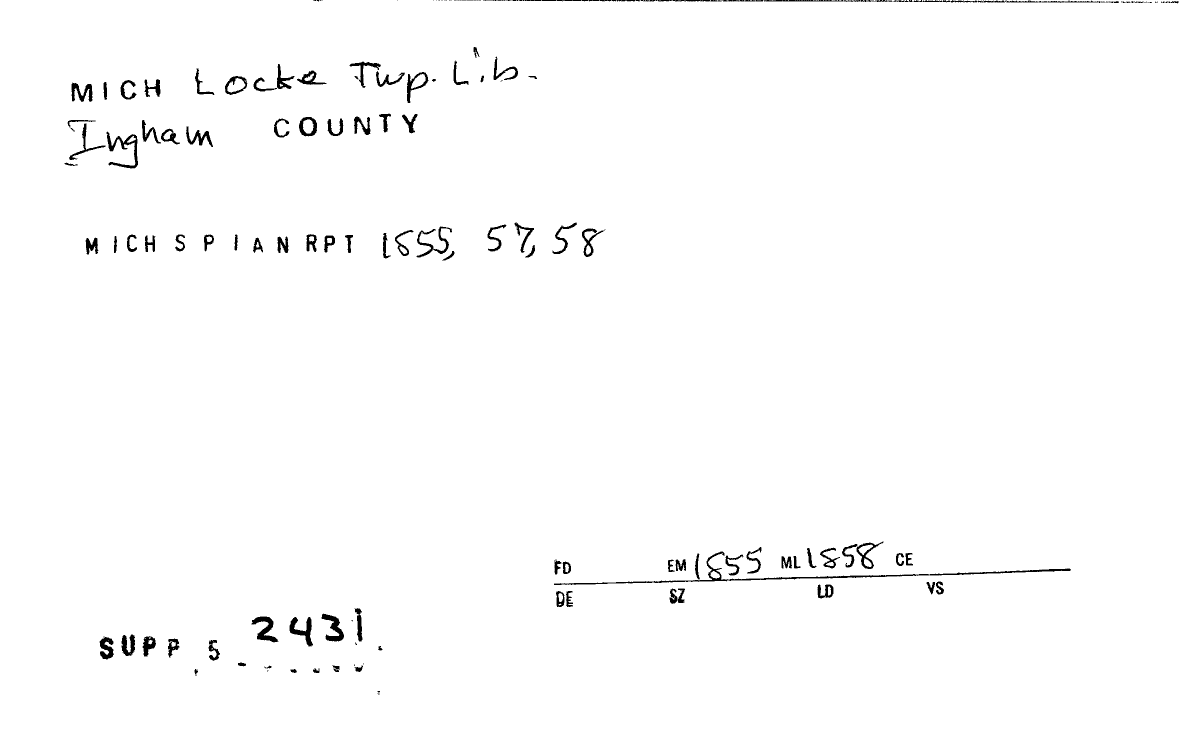 MICH Locke Twp. Lib.
Ingham COUNTY
MICH S P I AN RPT 1855, 57, 58
FD EM 1855 ML 1858 CE
DE SZ LD VS
SUPP 5 2431